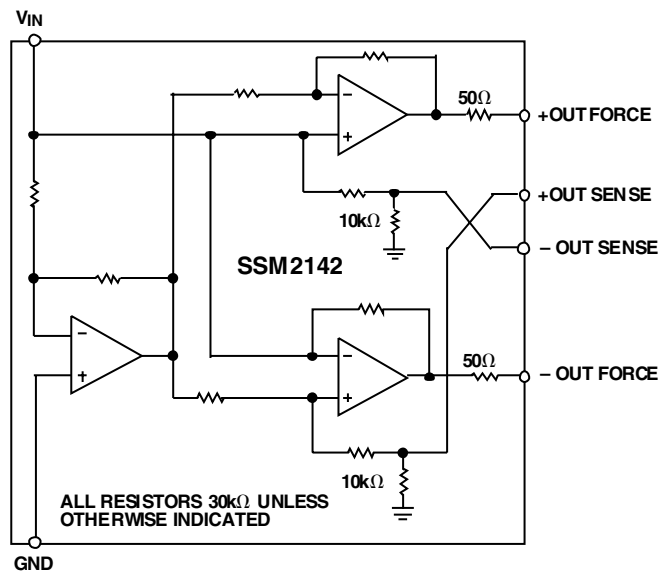 VIN
50Ω
+OUT FORCE
+OUT SENSE
10kΩ
SSM2142
– OUT SENSE
50Ω
– OUT FORCE
10kΩ
ALL RESISTORS 30kΩ UNLESS
OTHERWISE INDICATED
GND